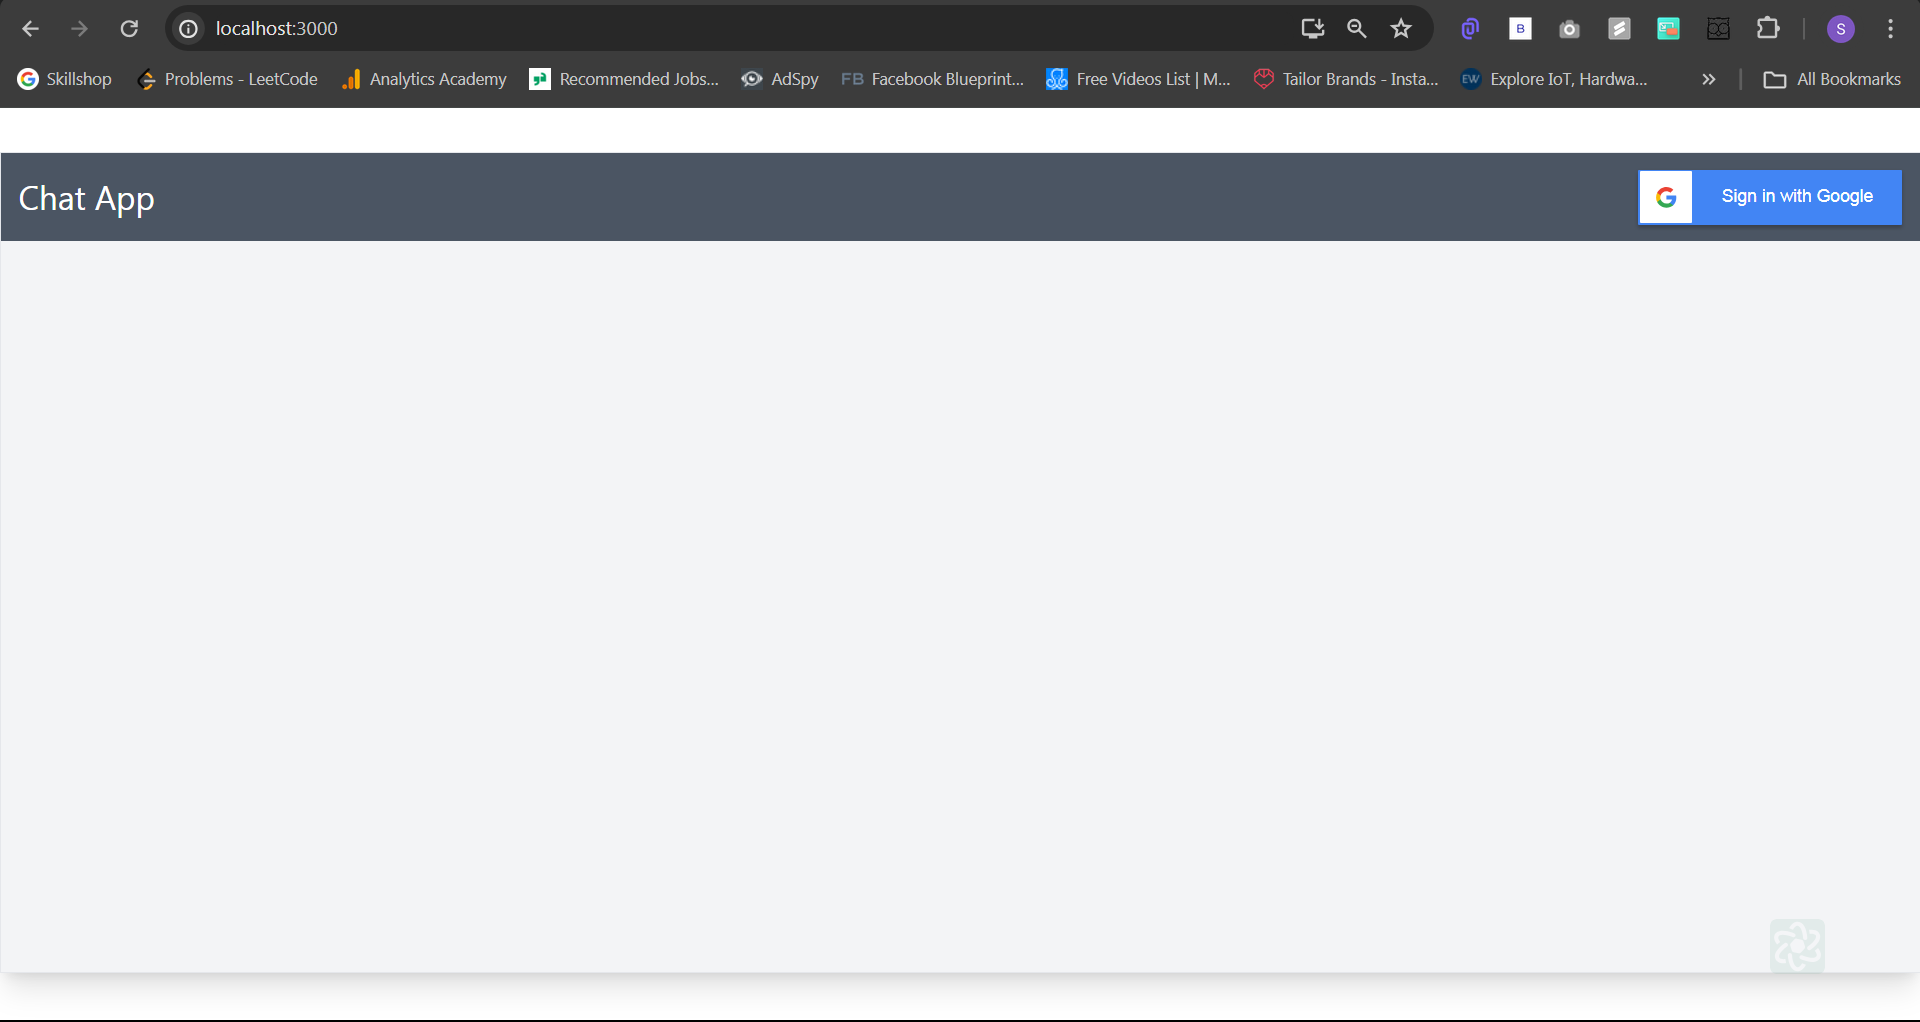 localhost:3000
B
S
Skillshop
Problems - LeetCode
Analytics Academy
Recommended Jobs...
AdSpy
FB Facebook Blueprint...
Free Videos List | M...
Tailor Brands - Insta...
EW Explore IoT, Hardwa...
All Bookmarks
Chat App
Sign in with Google